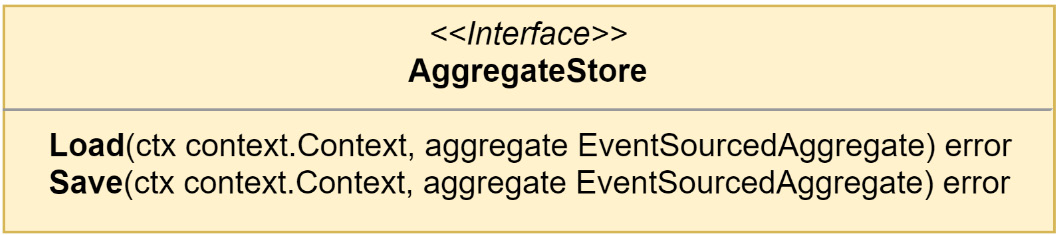 <<Interface>>
AggregateStore
Load(ctx context.Context, aggregate EventSourcedAggregate) error
Save(ctx context.Context, aggregate EventSourcedAggregate) error